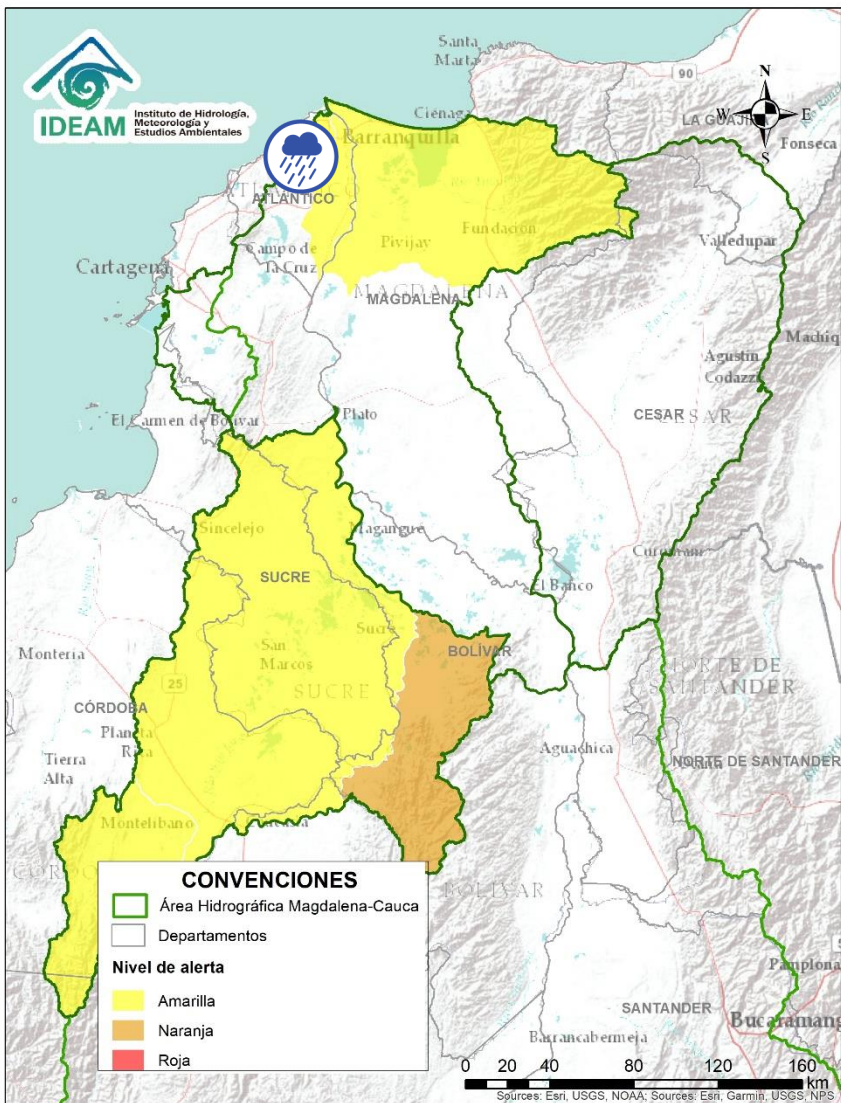 IDEAM
Instituto de Hidrología,
Meteorología y
Estudios Ambientales
Santa
Marta
90
N
W
E
S
Ciénaga
LA GUAJIRA
Fonseca
Barranquilla
ATLÁNTICO
Valledupar
Campo de
la Cruz
Pivijay
Fundación
Cartagena
MAGDALENA
MAGDALENA
Agustín
Codazzi
CESAR
CESAR
El Carmen de Bolívar
Plato
Sincelejo
Magangue
SUCRE
El Banco
Sucre
San
Marcos
BOLÍVAR
Montería
25
SUCRE
NORTE DE
SANTANDER
CÓRDOBA
Planeta
Rica
Tierra
Alta
Aguachica
NORTE DE SANTANDER
Montelíbano
BOLÍVAR
CONVENCIONES
Área Hidrográfica Magdalena-Cauca
Departamentos
Nivel de alerta
Amarilla
Naranja
Roja
Pamplona
SANTANDER
Bucaramang
Barrancabermeja
0 20 40 80 120 160
km
Sources: Esri, USGS, NOAA; Sources: Esri, Garmin, USGS, NPS